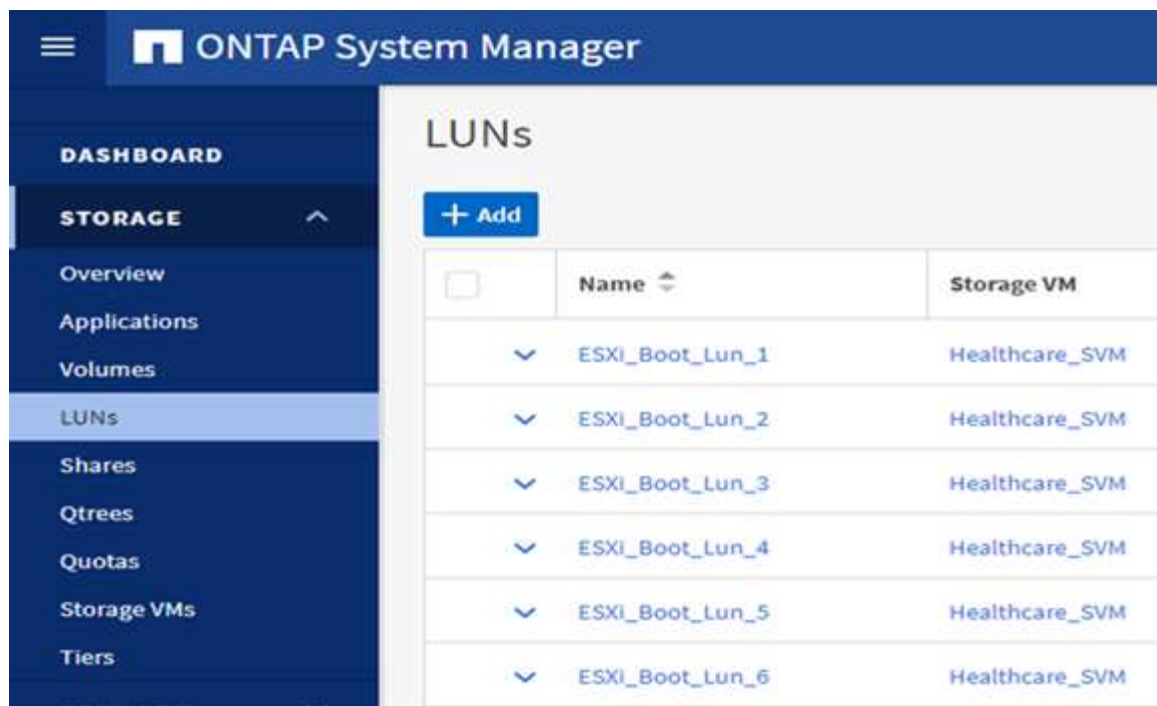 ONTAP System Manager
DASHBOARD
STORAGE
Overview
Applications
Volumes
LUNs
Shares
Qtrees
Quotas
Storage VMs
Tiers
LUNs
+ Add
Name Storage VM
ESXi_Boot_Lun_1 Healthcare_SVM
ESXi_Boot_Lun_2 Healthcare_SVM
ESXi_Boot_Lun_3 Healthcare_SVM
ESXi_Boot_Lun_4 Healthcare_SVM
ESXi_Boot_Lun_5 Healthcare_SVM
ESXi_Boot_Lun_6 Healthcare_SVM